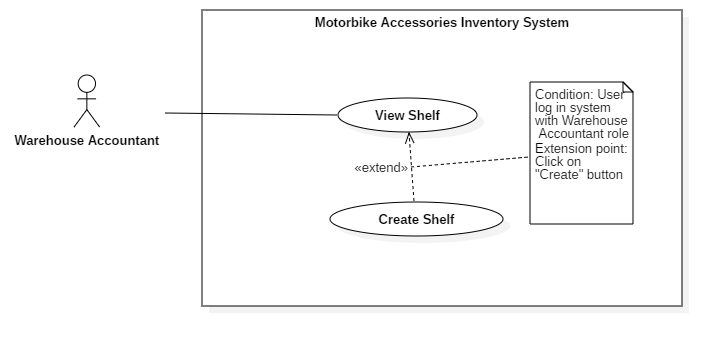 Motorbike Accessories Inventory System
Warehouse Accountant
View Shelf
Condition: User
log in system
with Warehouse
Accountant role
Extension point:
Click on
"Create" button
«extend»
Create Shelf